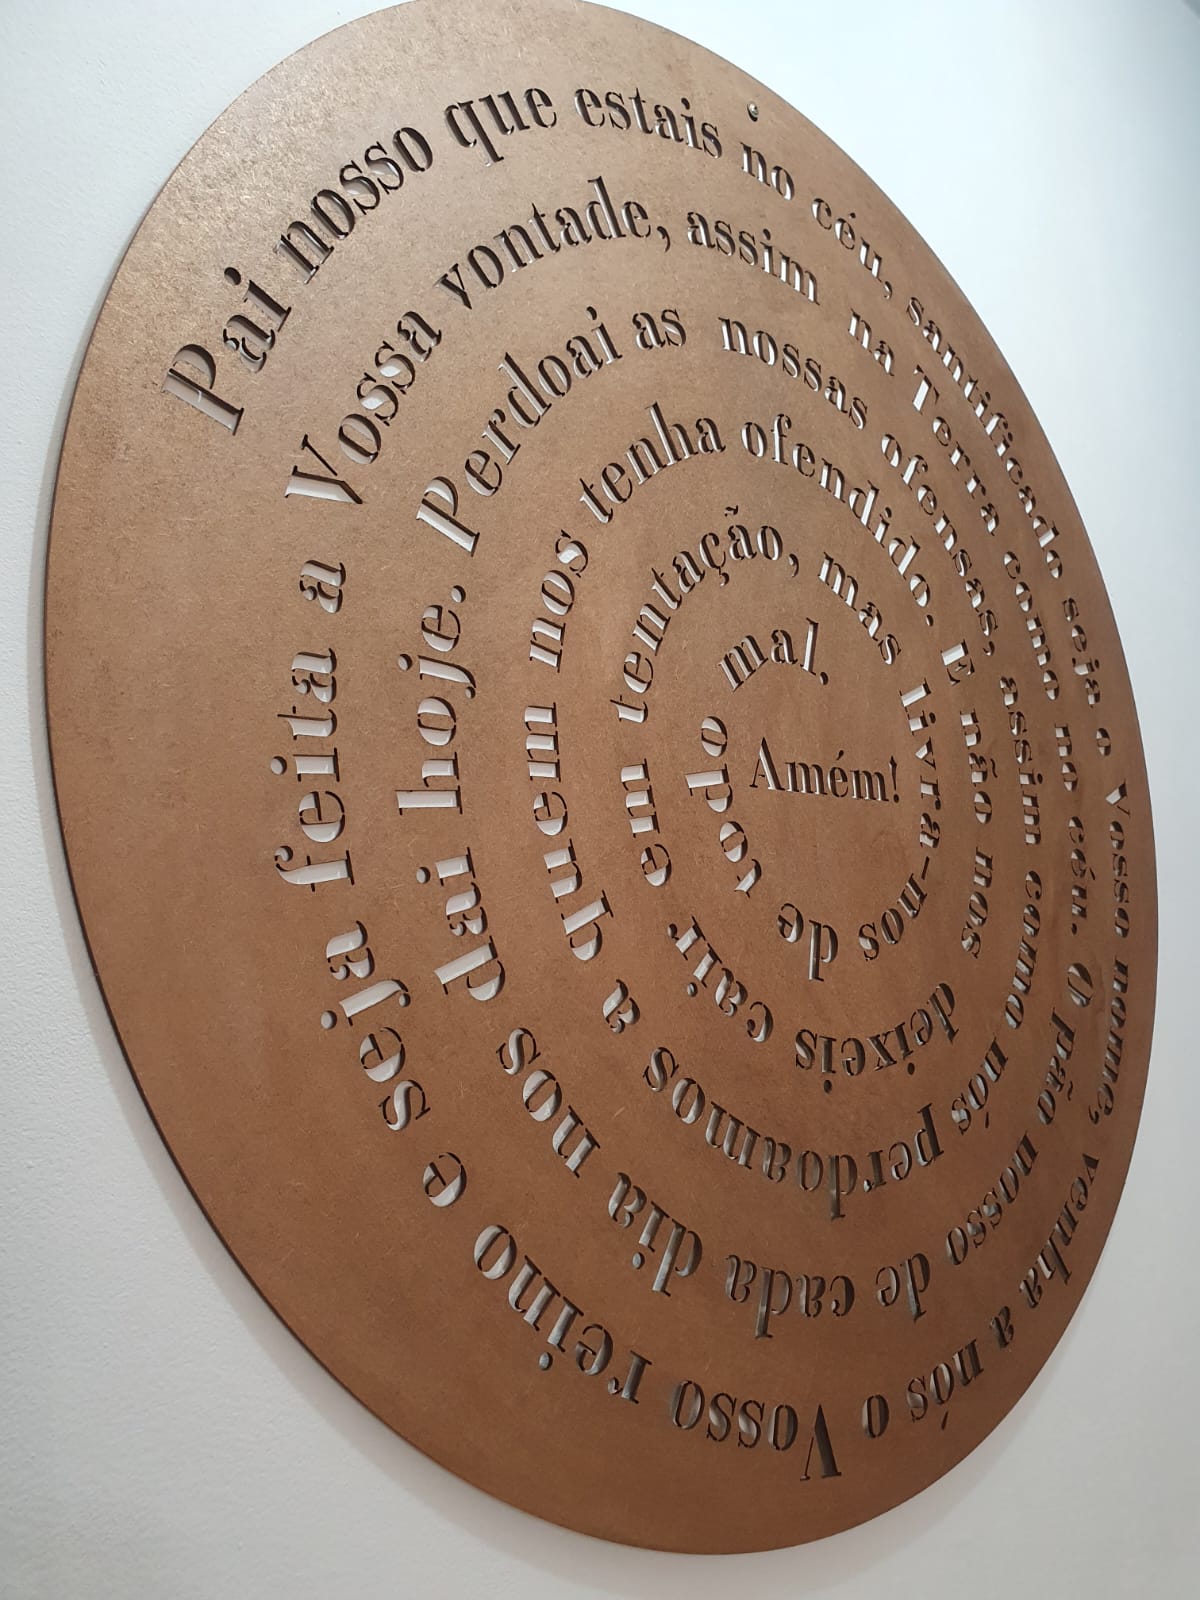 Pai nosso que estais no céu, santificado seja o Vosso nome, venha a nós o Vosso reino e seja feita a
Vossa vontade, assim na Terra como no céu. O pão nosso de cada dia nos dai hoje.
Perdoai as nossas ofensas, assim como nós perdoamos a quem nos tenha ofendido. E não nos
deixeis cair em tentação, mas livra-nos de todo mal.
Amém!